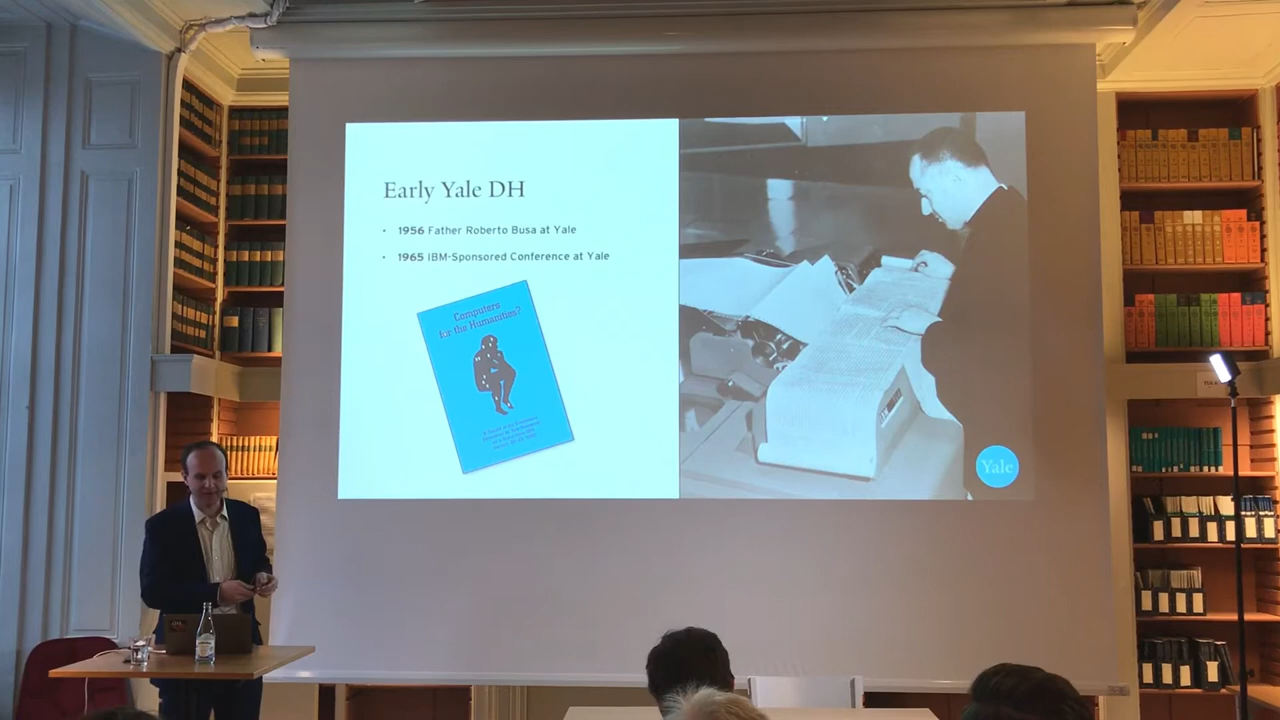 Early Yale DH
• 1956 Father Roberto Busa at Yale
• 1965 IBM-Sponsored Conference at Yale
Computers
for the Humanities?
Yale